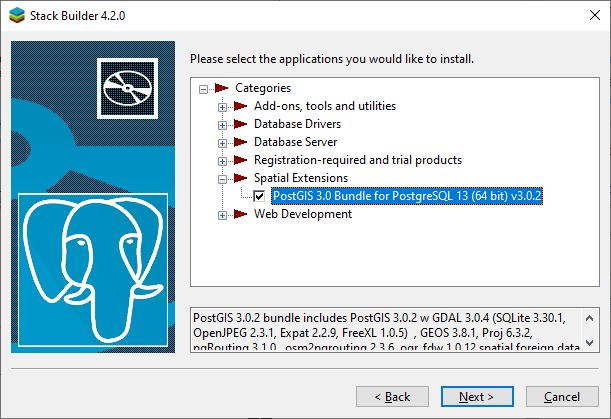 Stack Builder 4.2.0
Please select the applications you would like to install.
Categories
Add-ons, tools and utilities
Database Drivers
Database Server
Registration-required and trial products
Spatial Extensions
PostGIS 3.0 Bundle for PostgreSQL 13 (64 bit) v3.0.2
Web Development
PostGIS 3.0.2 bundle includes PostGIS 3.0.2 w GDAL 3.0.4 (SQLite 3.30.1,
OpenJPEG 2.3.1, Expat 2.2.9, FreeXL 1.0.5) , GEOS 3.8.1, Proj 6.3.2,
pgRouting 3.1.0, osm2pgrouting 2.3.6, ogr_fdw 1.0.12 spatial foreign data
< Back
Next >
Cancel